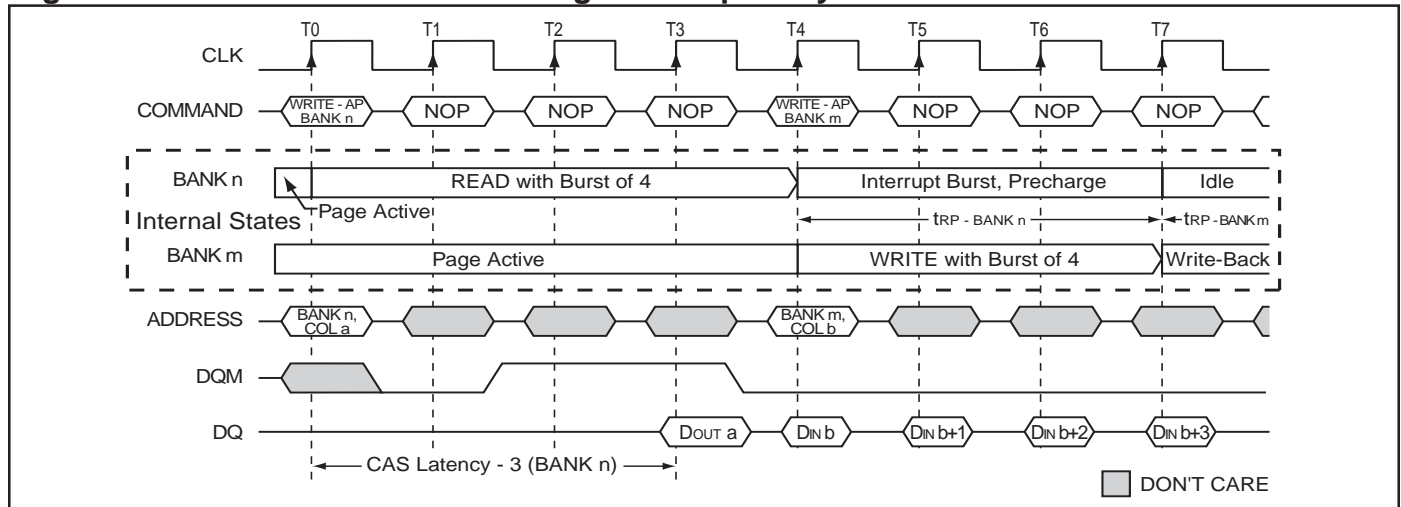 T0 T1 T2 T3 T4 T5 T6 T7
CLK
COMMAND WRITE - AP BANK n NOP NOP NOP WRITE - AP BANK m NOP NOP NOP
BANK n READ with Burst of 4 Interrupt Burst, Precharge Idle
Internal States Page Active tRP - BANK n tRP - BANK m
BANK m Page Active WRITE with Burst of 4 Write-Back
ADDRESS BANK n, COL a BANK m, COL b
DQM
DQ DOUT a DIN b DIN b+1 DIN b+2 DIN b+3
CAS Latency - 3 (BANK n)
DON'T CARE